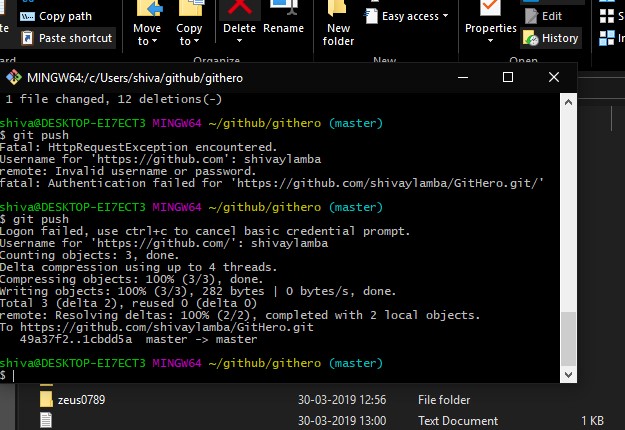 Copy path
Paste shortcut
Move
to
Copy
to
Delete
Rename
New
folder
Easy access
Properties
Edit
History
Organize
New
Open
MINGW64:/c/Users/shiva/github/githero
1 file changed, 12 deletions(-)
shiva@DESKTOP-EI7ECT3 MINGW64 ~/github/githero (master)
$ git push
Fatal: HttpRequestException encountered.
Username for 'https://github.com': shivaylamba
remote: Invalid username or password.
fatal: Authentication failed for 'https://github.com/shivaylamba/GitHero.git/'
shiva@DESKTOP-EI7ECT3 MINGW64 ~/github/githero (master)
$ git push
Logon failed, use ctrl+c to cancel basic credential prompt.
Username for 'https://github.com/': shivaylamba
Counting objects: 3, done.
Delta compression using up to 4 threads.
Compressing objects: 100% (3/3), done.
Writing objects: 100% (3/3), 282 bytes | 0 bytes/s, done.
Total 3 (delta 2), reused 0 (delta 0)
remote: Resolving deltas: 100% (2/2), completed with 2 local objects.
To https://github.com/shivaylamba/GitHero.git
49a37f2..1cbdd5a master -> master
shiva@DESKTOP-EI7ECT3 MINGW64 ~/github/githero (master)
$
zeus0789 30-03-2019 12:56 File folder
30-03-2019 13:00 Text Document 1 KB